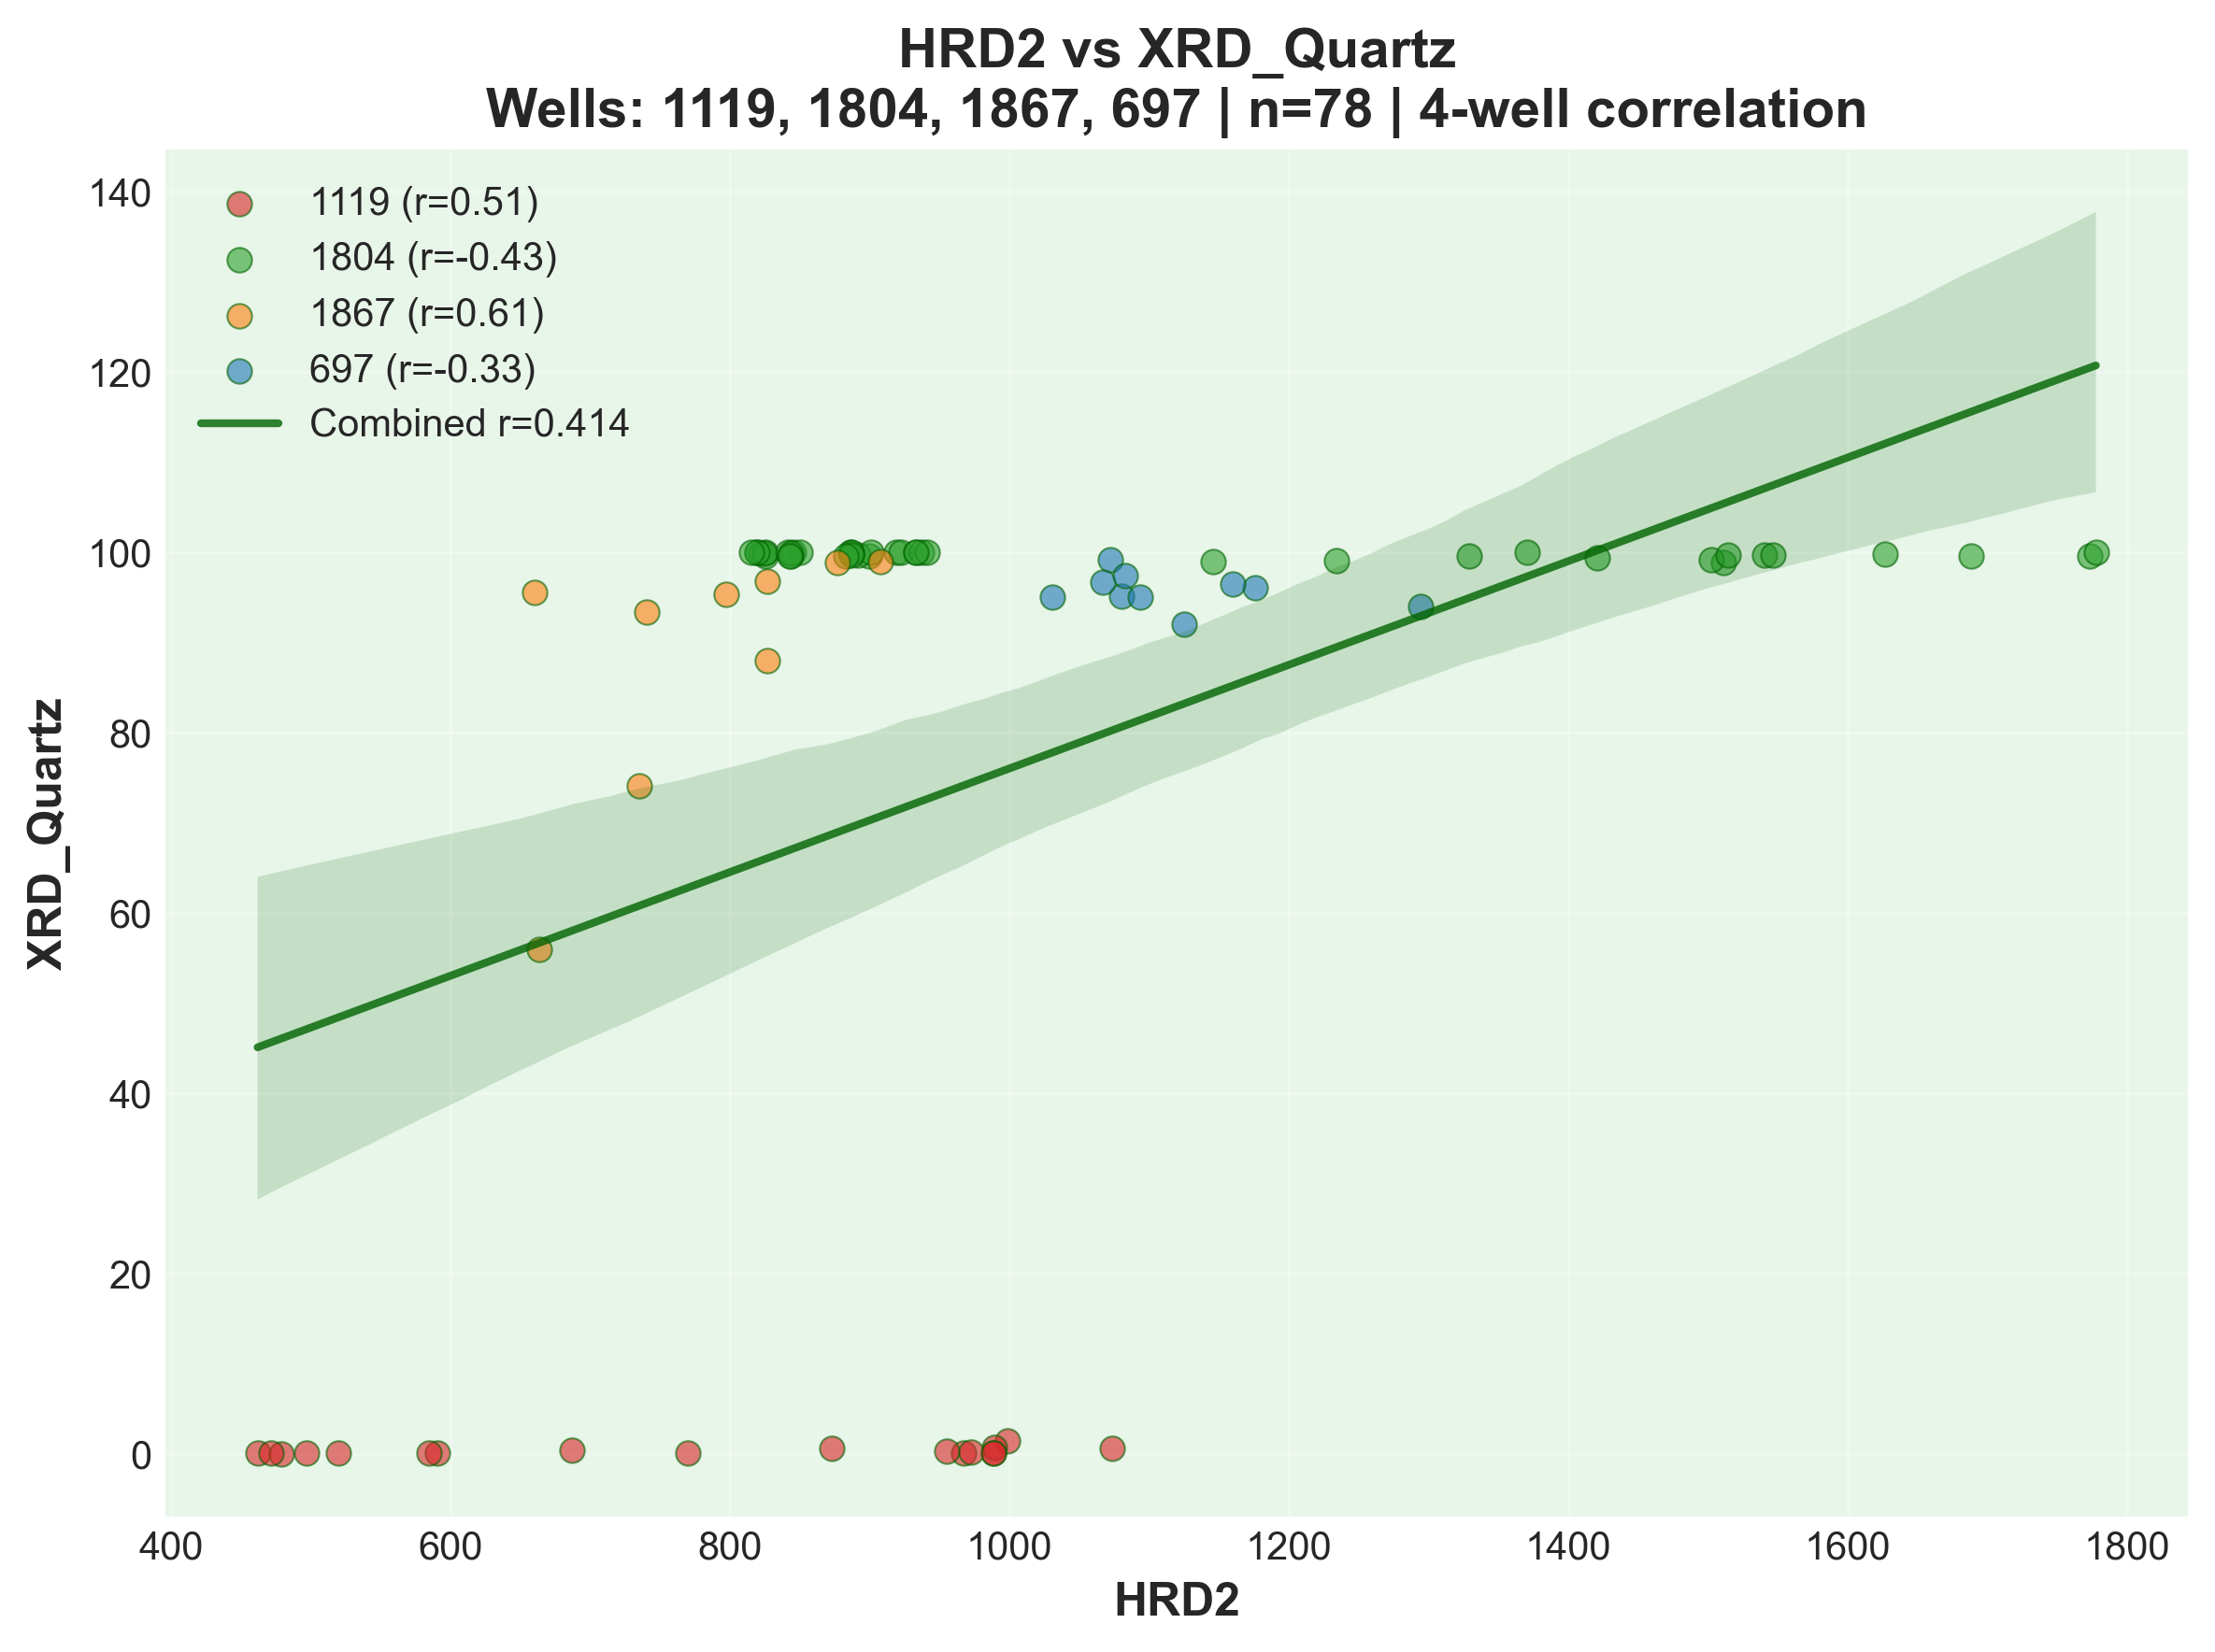 HRD2 vs XRD_Quartz
Wells: 1119, 1804, 1867, 697 | n=78 | 4-well correlation
1119 (r=0.51)
1804 (r=-0.43)
1867 (r=0.61)
697 (r=-0.33)
Combined r=0.414
XRD_Quartz
140
120
100
80
60
40
20
0
400 600 800 1000 1200 1400 1600 1800
HRD2